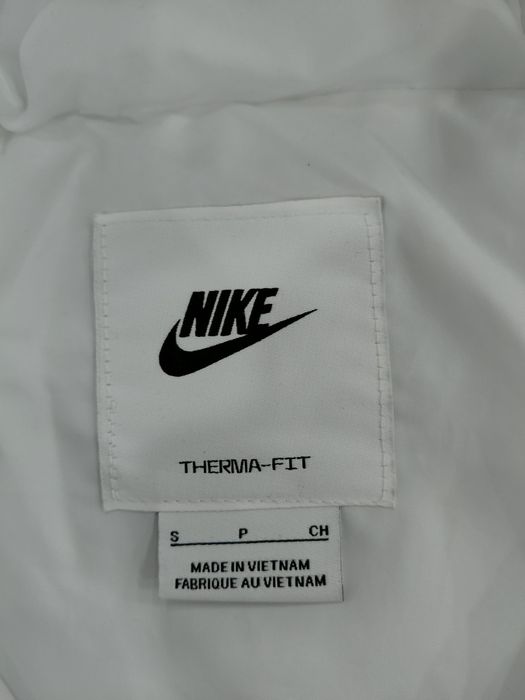 NIKE
THERMA-FIT
S P CH
MADE IN VIETNAM
FABRIQUE AU VIETNAM